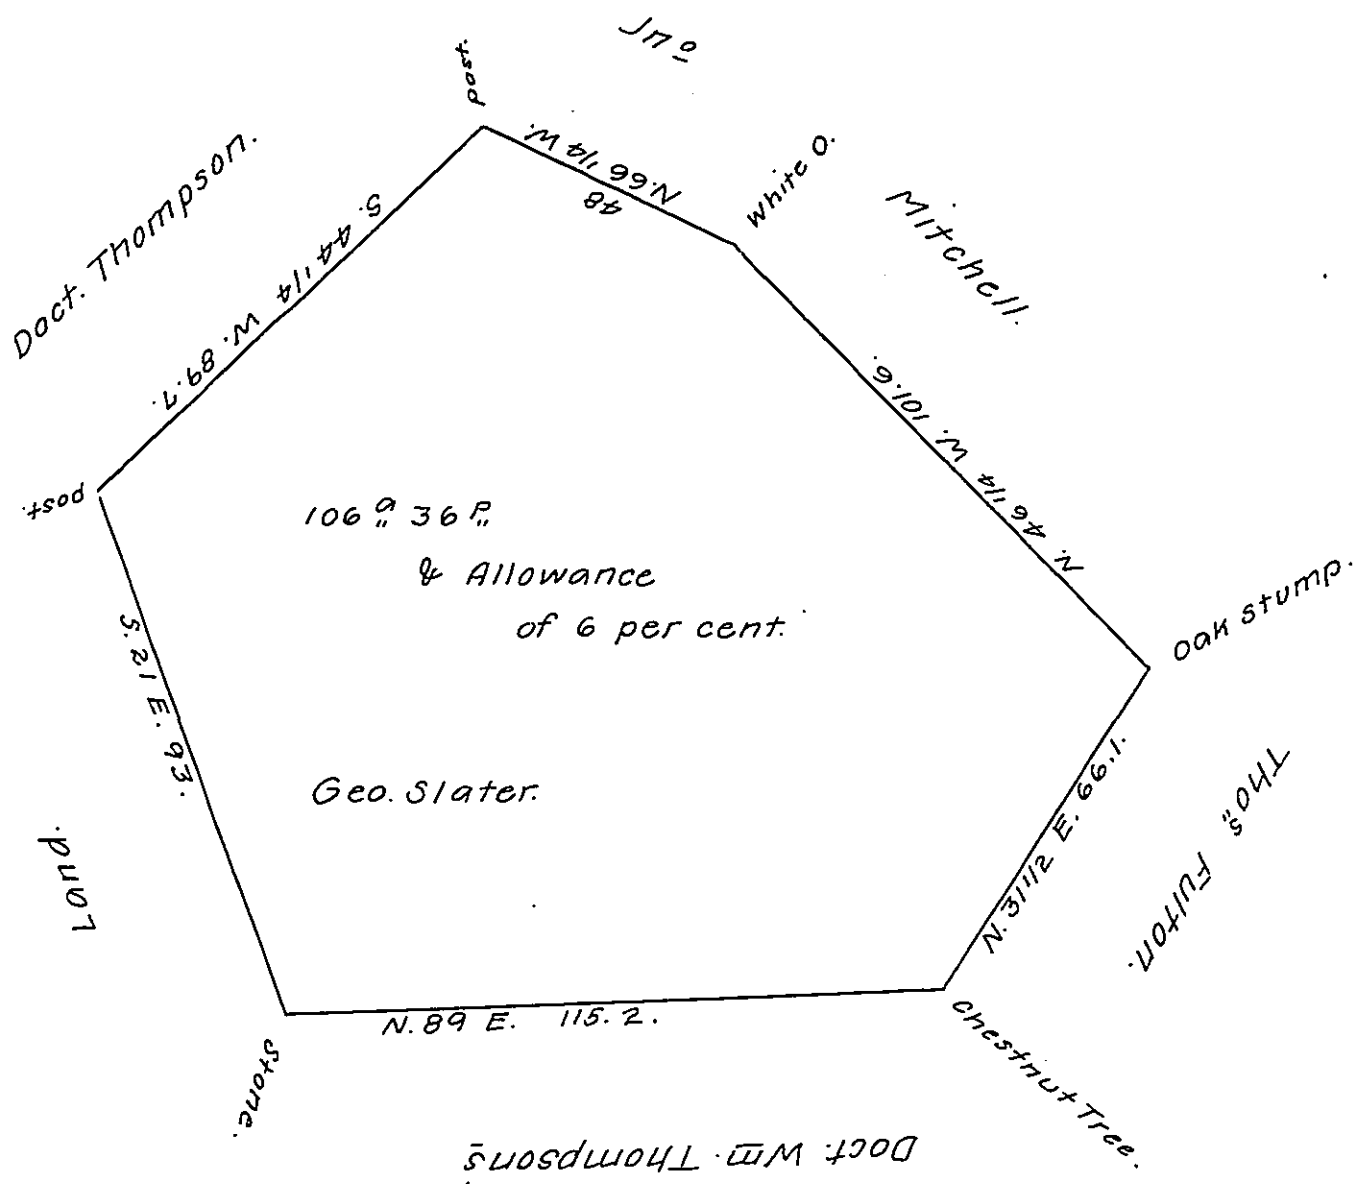 Jnº
Mitchell.
post.
N.66 1/4 W.
48
White O.
Doct. Thompson.
S. 44 1/4 W. 89.7.
N. 46 1/4 W. 101.6.
post.
106 a„ 36 P„
& Allowance
of 6 per cent.
Oak Stump.
S. 21 E. 93.
Geo. Slater.
N. 31 1/2 E. 66.1.
Tho„s Fulton.
Land.
N. 89 E. 115.2.
Stone.
Chestnut Tree.
Doct. Wm. Thompsons